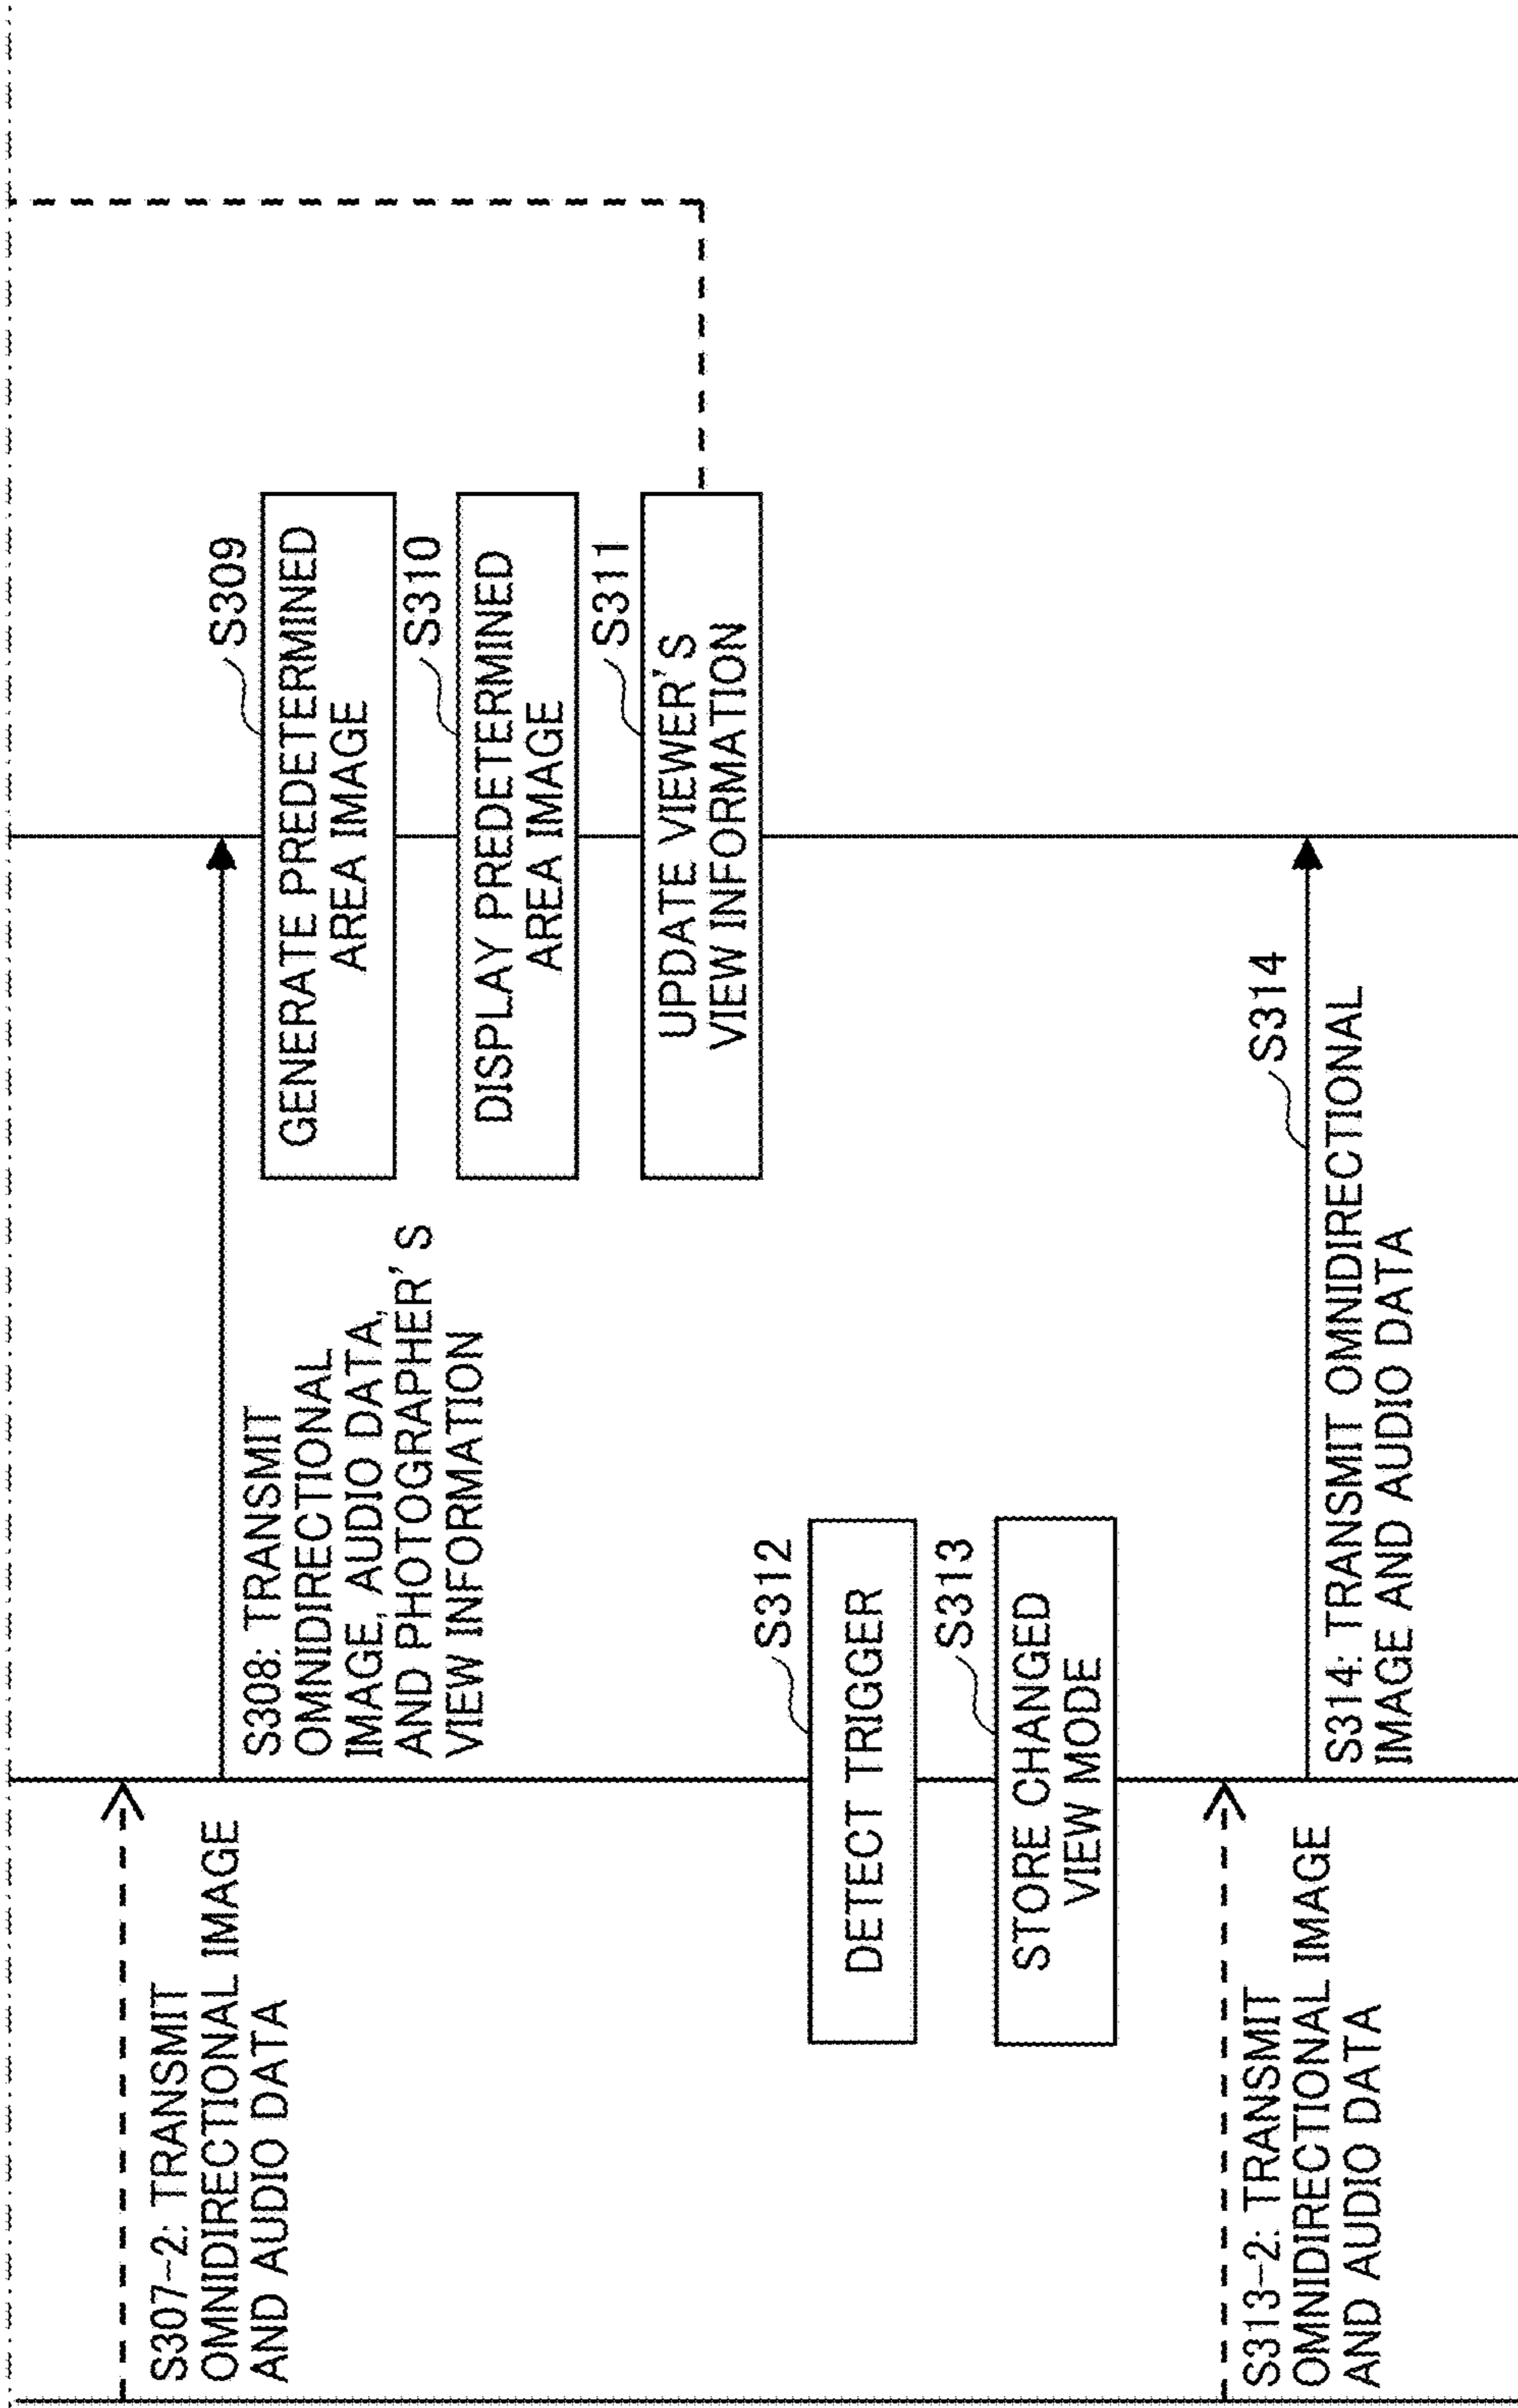 S307-2: TRANSMIT
OMNIDIRECTIONAL IMAGE
AND AUDIO DATA
S308: TRANSMIT
OMNIDIRECTIONAL
IMAGE, AUDIO DATA,
AND PHOTOGRAPHER'S
VIEW INFORMATION
S309
GENERATE PREDETERMINED
AREA IMAGE
S310
DISPLAY PREDETERMINED
AREA IMAGE
S311
UPDATE VIEWER'S
VIEW INFORMATION
S312
DETECT TRIGGER
S313
STORE CHANGED
VIEW MODE
S313-2: TRANSMIT
OMNIDIRECTIONAL IMAGE
AND AUDIO DATA
S314
S314: TRANSMIT OMNIDIRECTIONAL
IMAGE AND AUDIO DATA